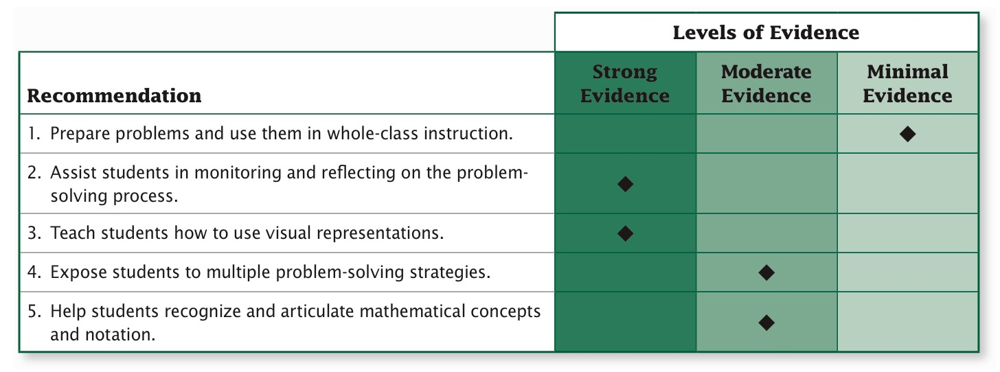 Levels of Evidence
Recommendation
Strong
Evidence
Moderate
Evidence
Minimal
Evidence
1. Prepare problems and use them in whole-class instruction.
◆
2. Assist students in monitoring and reflecting on the problem-
solving process.
◆
3. Teach students how to use visual representations.
◆
4. Expose students to multiple problem-solving strategies.
◆
5. Help students recognize and articulate mathematical concepts
and notation.
◆